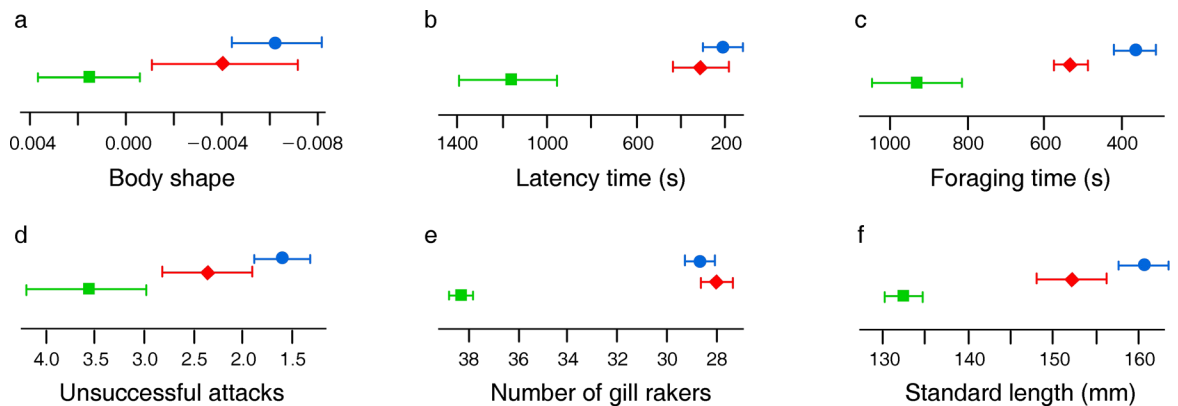 a
0.004 0.000 −0.004 −0.008
Body shape
b
1400 1000 600 200
Latency time (s)
c
1000 800 600 400
Foraging time (s)
d
4.0 3.5 3.0 2.5 2.0 1.5
Unsuccessful attacks
e
38 36 34 32 30 28
Number of gill rakers
f
130 140 150 160
Standard length (mm)